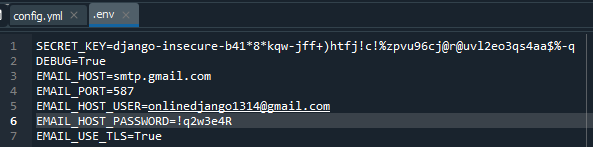 config.yml .env
1 SECRET_KEY=django-insecure-b41*8*kqw-jff+)htfj!c!%zpvu96cj@r@uvl2eo3qs4aa$%-q
2 DEBUG=True
3 EMAIL_HOST=smtp.gmail.com
4 EMAIL_PORT=587
5 EMAIL_HOST_USER=onlinedjango1314@gmail.com
6 EMAIL_HOST_PASSWORD=!q2w3e4R
7 EMAIL_USE_TLS=True